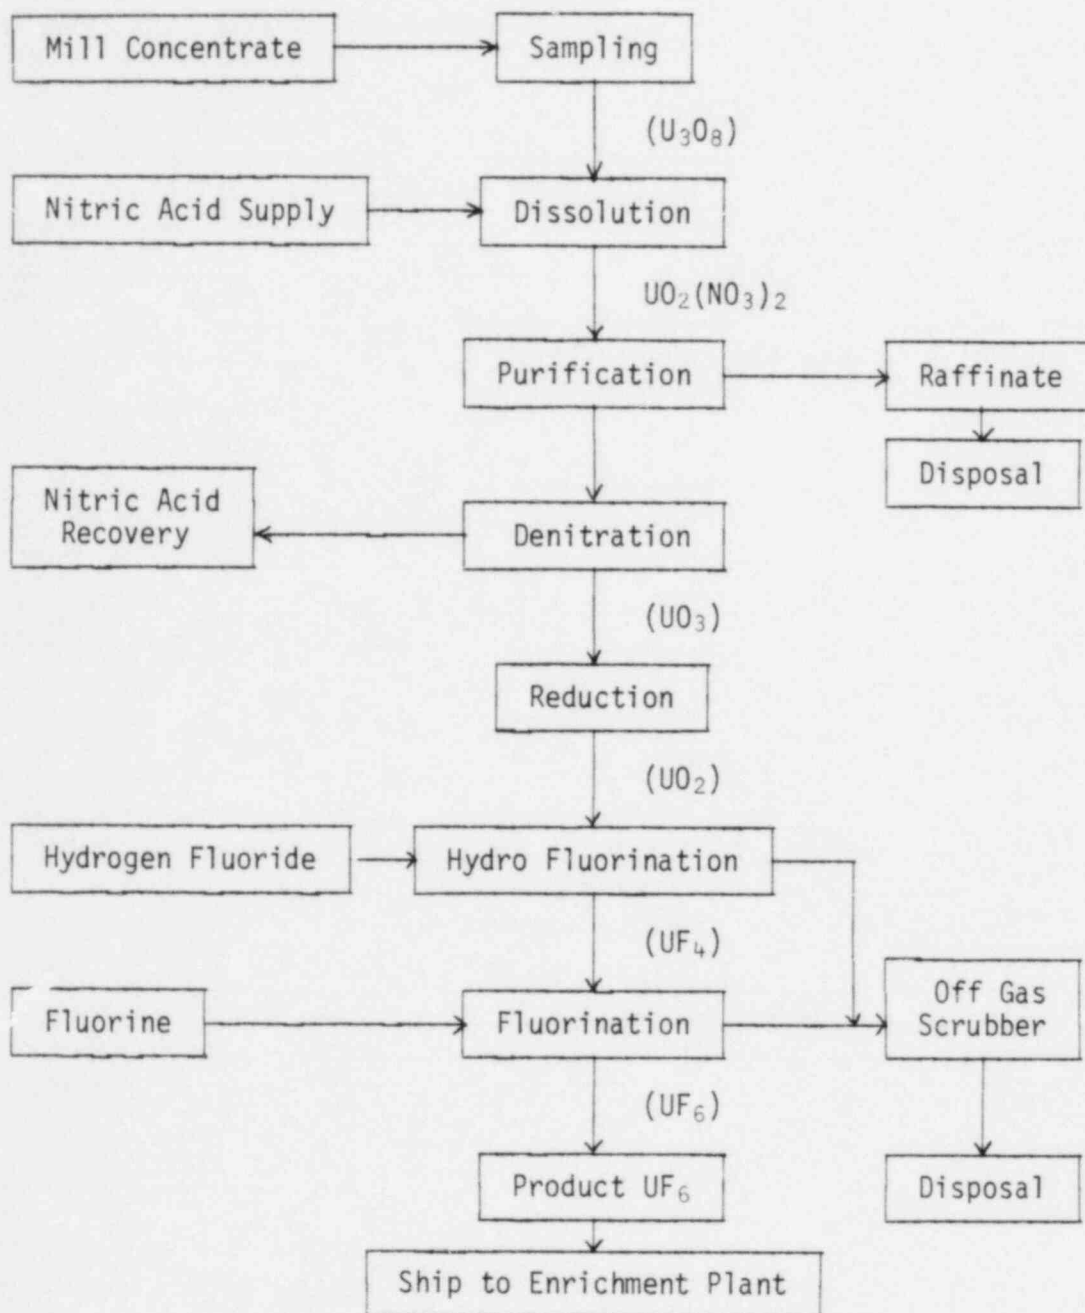 Mill Concentrate
Sampling
(U₃O₈)
Nitric Acid Supply
Dissolution
UO₂(NO₃)₂
Purification
Raffinate
Disposal
Nitric Acid
Recovery
Denitration
(UO₃)
Reduction
(UO₂)
Hydrogen Fluoride
Hydro Fluorination
(UF₄)
Fluorine
Fluorination
Off Gas
Scrubber
(UF₆)
Product UF₆
Disposal
Ship to Enrichment Plant